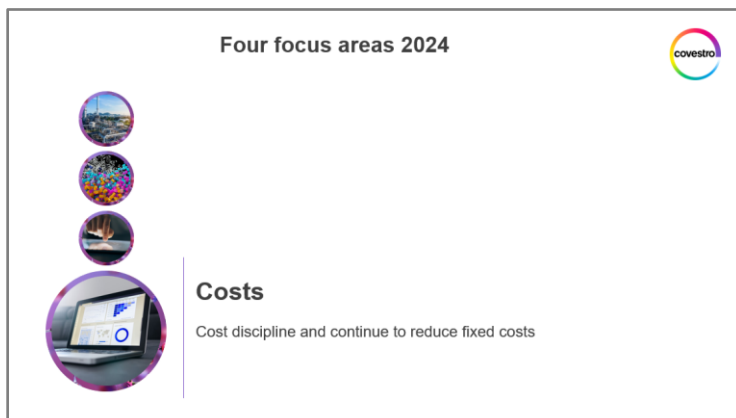 Four focus areas 2024
covestro
Costs
Cost discipline and continue to reduce fixed costs